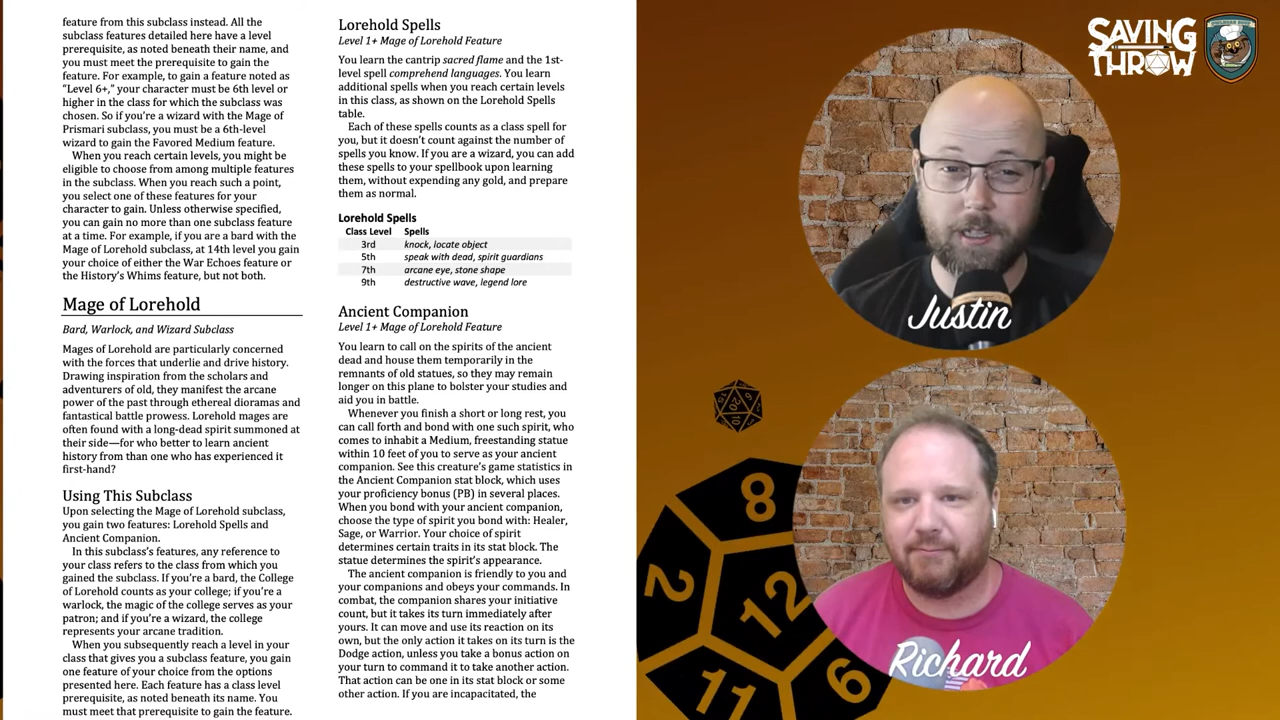 feature from this subclass instead. All the
subclass features detailed here have a level
prerequisite, as noted beneath their name, and
you must meet the prerequisite to gain the
feature. For example, to gain a feature noted as
“Level 6+,” your character must be 6th level or
higher in the class for which the subclass was
chosen. So if you’re a wizard with the Mage of
Prismari subclass, you must be a 6th-level
wizard to gain the Favored Medium feature.
When you reach certain levels, you might be
eligible to choose from among multiple features
in the subclass. When you reach such a point,
you select one of these features for your
character to gain. Unless otherwise specified,
you can gain no more than one subclass feature
at a time. For example, if you are a bard with the
Mage of Lorehold subclass, at 14th level you gain
your choice of either the War Echoes feature or
the History’s Whims feature, but not both.
Mage of Lorehold
Bard, Warlock, and Wizard Subclass
Mages of Lorehold are particularly concerned
with the forces that underlie and drive history.
Drawing inspiration from the scholars and
adventurers of old, they manifest the arcane
power of the past through ethereal dioramas and
fantastical battle prowess. Lorehold mages are
often found with a long-dead spirit summoned at
their side—for who better to learn ancient
history from than one who has experienced it
first-hand?
Using This Subclass
Upon selecting the Mage of Lorehold subclass,
you gain two features: Lorehold Spells and
Ancient Companion.
In this subclass’s features, any reference to
your class refers to the class from which you
gained the subclass. If you’re a bard, the College
of Lorehold counts as your college; if you’re a
warlock, the magic of the college serves as your
patron; and if you’re a wizard, the college
represents your arcane tradition.
When you subsequently reach a level in your
class that gives you a subclass feature, you gain
one feature of your choice from the options
presented here. Each feature has a class level
prerequisite, as noted beneath its name. You
must meet that prerequisite to gain the feature.
Lorehold Spells
Level 1+ Mage of Lorehold Feature
You learn the cantrip sacred flame and the 1st-
level spell comprehend languages. You learn
additional spells when you reach certain levels
in this class, as shown on the Lorehold Spells
table.
Each of these spells counts as a class spell for
you, but it doesn’t count against the number of
spells you know. If you are a wizard, you can add
these spells to your spellbook upon learning
them, without expending any gold, and prepare
them as normal.
Lorehold Spells
Class Level Spells
3rd knock, locate object
5th speak with dead, spirit guardians
7th arcane eye, stone shape
9th destructive wave, legend lore
Ancient Companion
Level 1+ Mage of Lorehold Feature
You learn to call on the spirits of the ancient
dead and house them temporarily in the
remnants of old statues, so they may remain
longer on this plane to bolster your studies and
aid you in battle.
Whenever you finish a short or long rest, you
can call forth and bond with one such spirit, who
comes to inhabit a Medium, freestanding statue
within 10 feet of you to serve as your ancient
companion. See this creature’s game statistics in
the Ancient Companion stat block, which uses
your proficiency bonus (PB) in several places.
When you bond with your ancient companion,
choose the type of spirit you bond with: Healer,
Sage, or Warrior. Your choice of spirit
determines certain traits in its stat block. The
statue determines the spirit’s appearance.
The ancient companion is friendly to you and
your companions and obeys your commands. In
combat, the companion shares your initiative
count, but it takes its turn immediately after
yours. It can move and use its reaction on its
own, but the only action it takes on its turn is the
Dodge action, unless you take a bonus action on
your turn to command it to take another action.
That action can be one in its stat block or some
other action. If you are incapacitated, the
SAVING
THROW
Justin
20
10
8
2
12
11
6
Richard